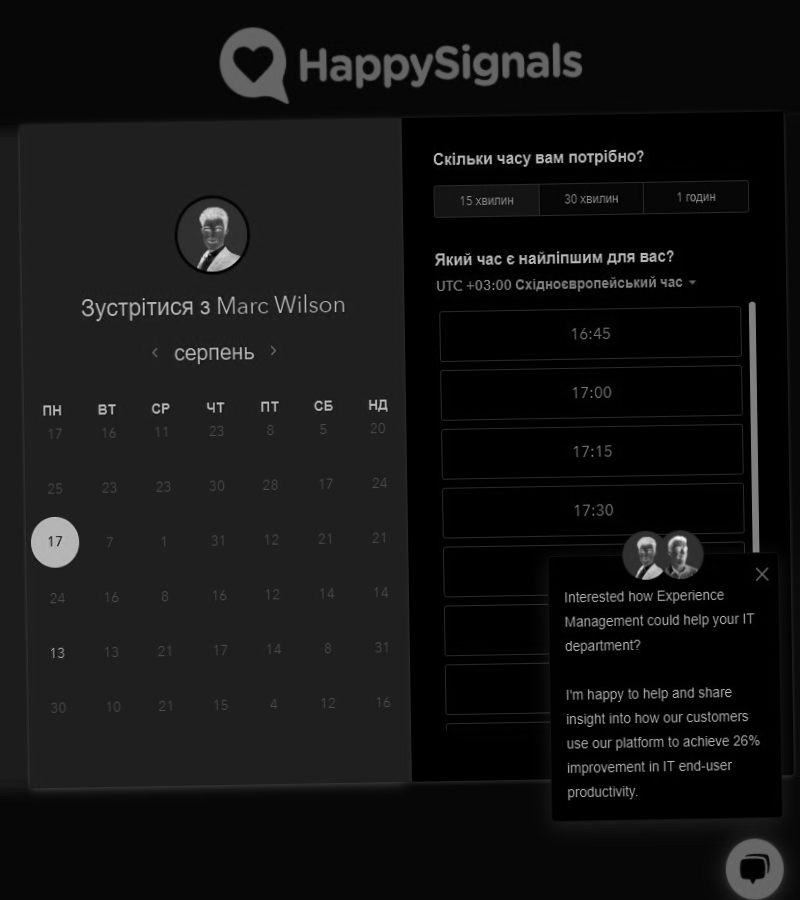 HappySignals
Зустрітися з Marc Wilson
серпень
ПН ВТ СР ЧТ ПТ СБ НД
17 16 11 23 8 5 20
25 23 23 30 28 17 24
17 7 1 31 12 21 21
24 16 8 16 12 14 14
13 13 21 17 14 8 31
30 10 21 15 4 12 16
Скільки часу вам потрібно?
15 хвилин 30 хвилин 1 годин
Який час є найліпшим для вас?
UTC +03:00 Східноєвропейський час
16:45
17:00
17:15
17:30
Interested how Experience
Management could help your IT
department?
I'm happy to help and share
insight into how our customers
use our platform to achieve 26%
improvement in IT end-user
productivity.